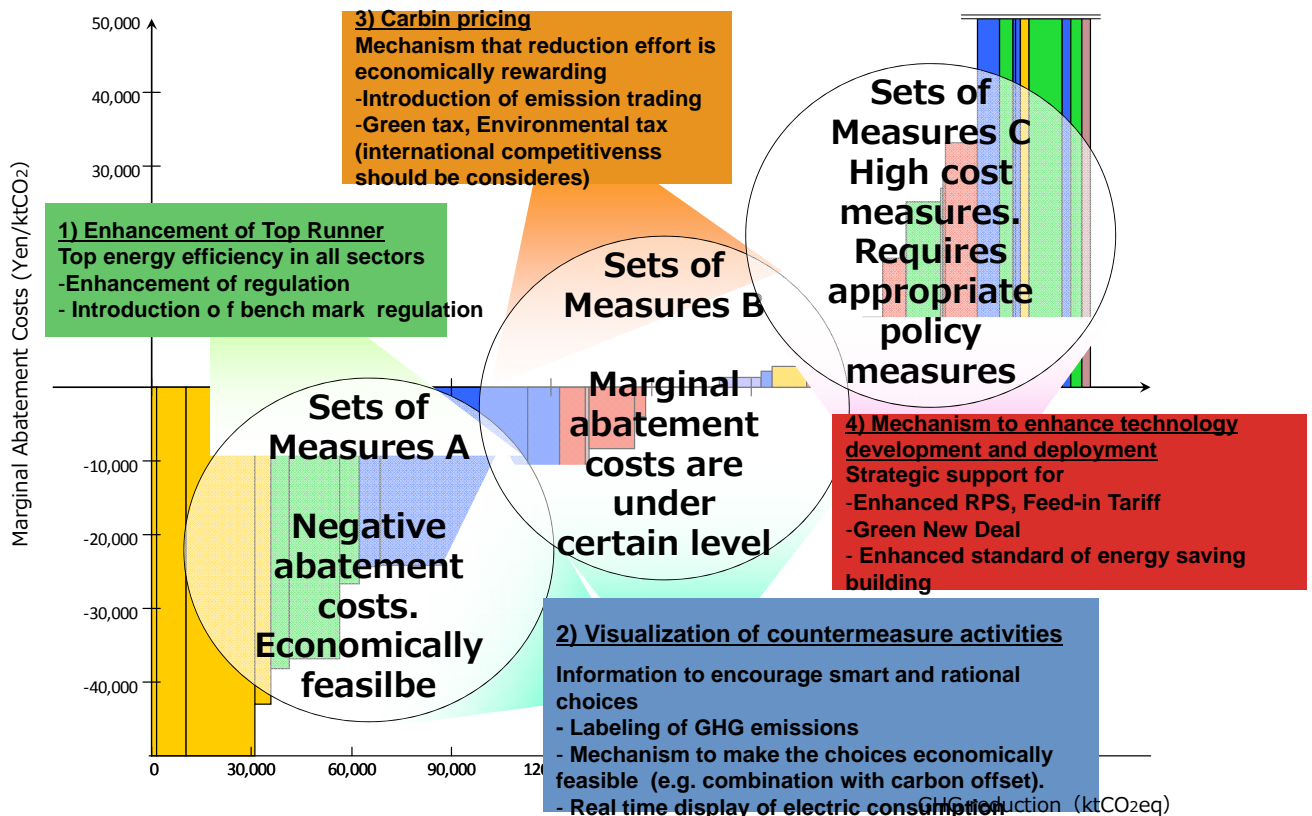 50,000
40,000
30,000
-10,000
-20,000
-30,000
-40,000
Marginal Abatement Costs (Yen/ktCO2)
3) Carbin pricing
Mechanism that reduction effort is
economically rewarding
-Introduction of emission trading
-Green tax, Environmental tax
(international competitivenss
should be consideres)
1) Enhancement of Top Runner
Top energy efficiency in all sectors
-Enhancement of regulation
- Introduction o f bench mark regulation
Sets of
Measures A
Negative
abatement
costs.
Economically
feasilbe
Sets of
Measures B
Marginal
abatement
costs are
under
certain level
Sets of
Measures C
High cost
measures.
Requires
appropriate
policy
measures
4) Mechanism to enhance technology
development and deployment
Strategic support for
-Enhanced RPS, Feed-in Tariff
-Green New Deal
- Enhanced standard of energy saving
building
2) Visualization of countermeasure activities
Information to encourage smart and rational
choices
- Labeling of GHG emissions
- Mechanism to make the choices economically
feasible (e.g. combination with carbon offset).
- Real time display of electric consumption
0 30,000 60,000 90,000
GHG reduction (ktCO2eq)